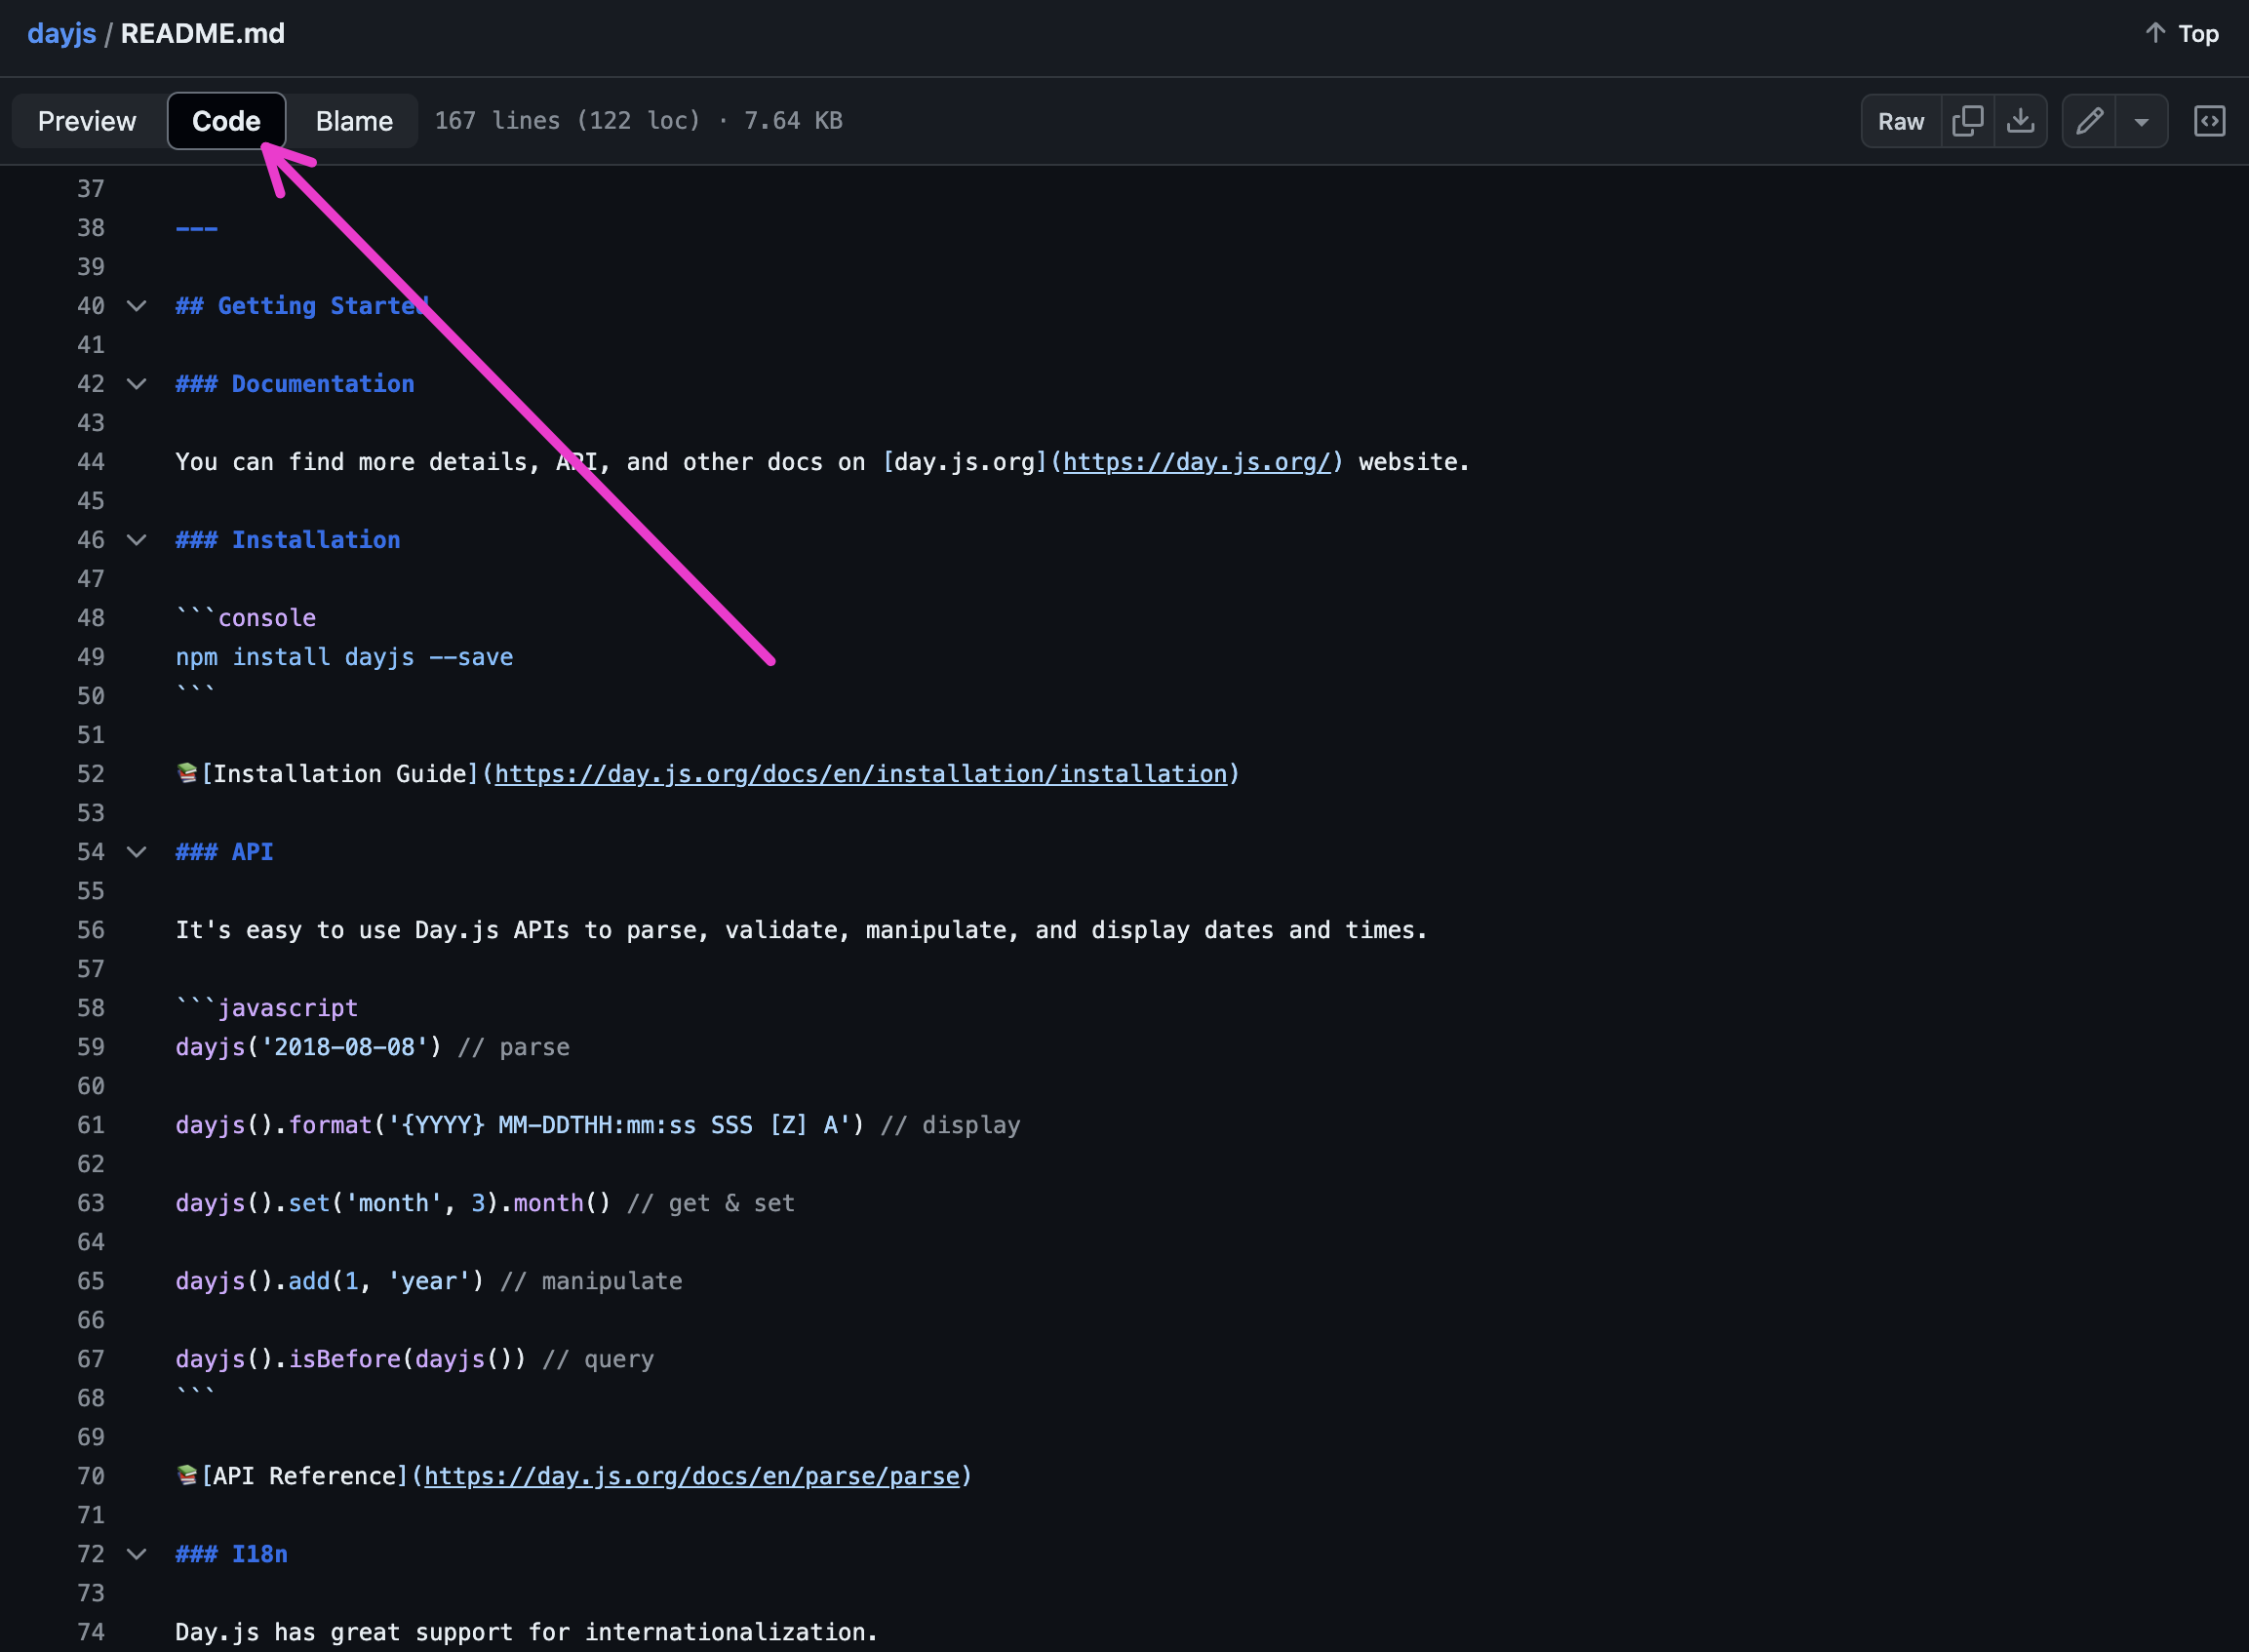 dayjs / README.md
Top
Preview Code Blame 167 lines (122 loc) · 7.64 KB Raw
37
38 ---
39
40 ## Getting Started
41
42 ### Documentation
43
44 You can find more details, API, and other docs on [day.js.org](https://day.js.org/) website.
45
46 ### Installation
47
48 ```console
49 npm install dayjs --save
50 ```
51
52 📚[Installation Guide](https://day.js.org/docs/en/installation/installation)
53
54 ### API
55
56 It's easy to use Day.js APIs to parse, validate, manipulate, and display dates and times.
57
58 ```javascript
59 dayjs('2018-08-08') // parse
60
61 dayjs().format('{YYYY} MM-DDTHH:mm:ss SSS [Z] A') // display
62
63 dayjs().set('month', 3).month() // get & set
64
65 dayjs().add(1, 'year') // manipulate
66
67 dayjs().isBefore(dayjs()) // query
68 ```
69
70 📚[API Reference](https://day.js.org/docs/en/parse/parse)
71
72 ### I18n
73
74 Day.js has great support for internationalization.